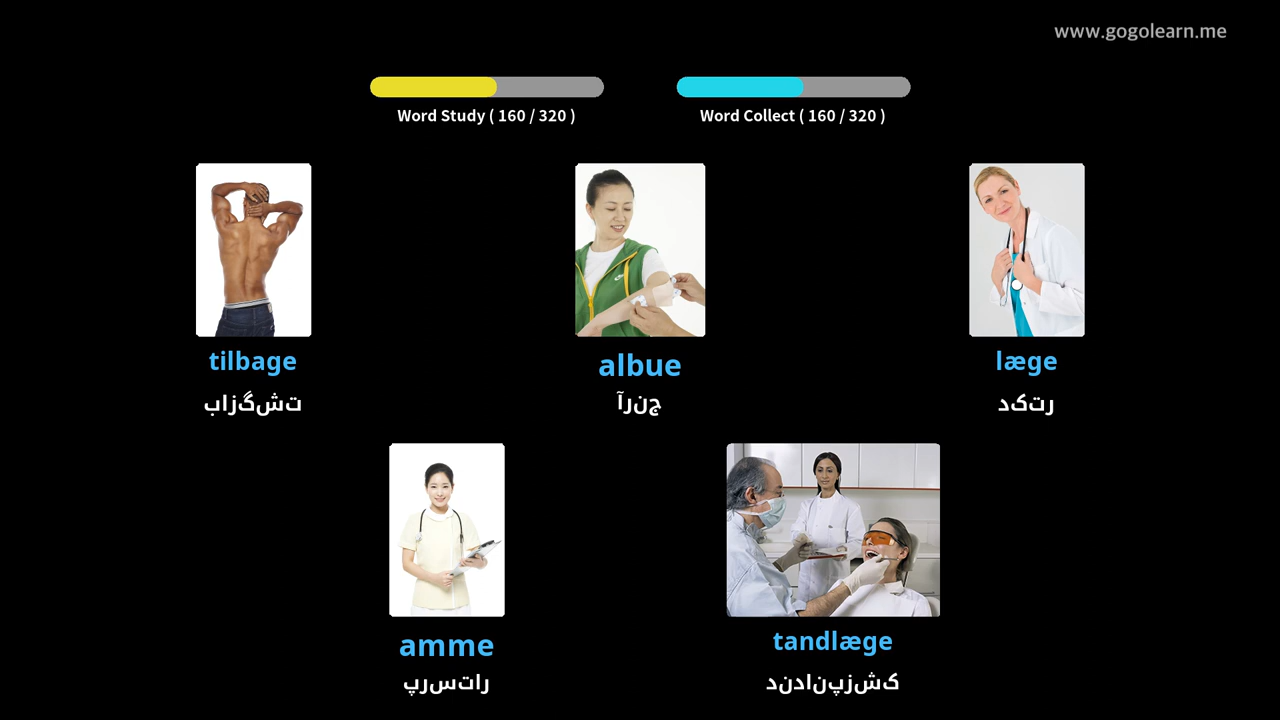 www.gogolearn.me
Word Study ( 160 / 320 )
Word Collect ( 160 / 320 )
tilbage
بازگشت
albue
آرنج
læge
دکتر
amme
پرستار
tandlæge
دندانپزشک